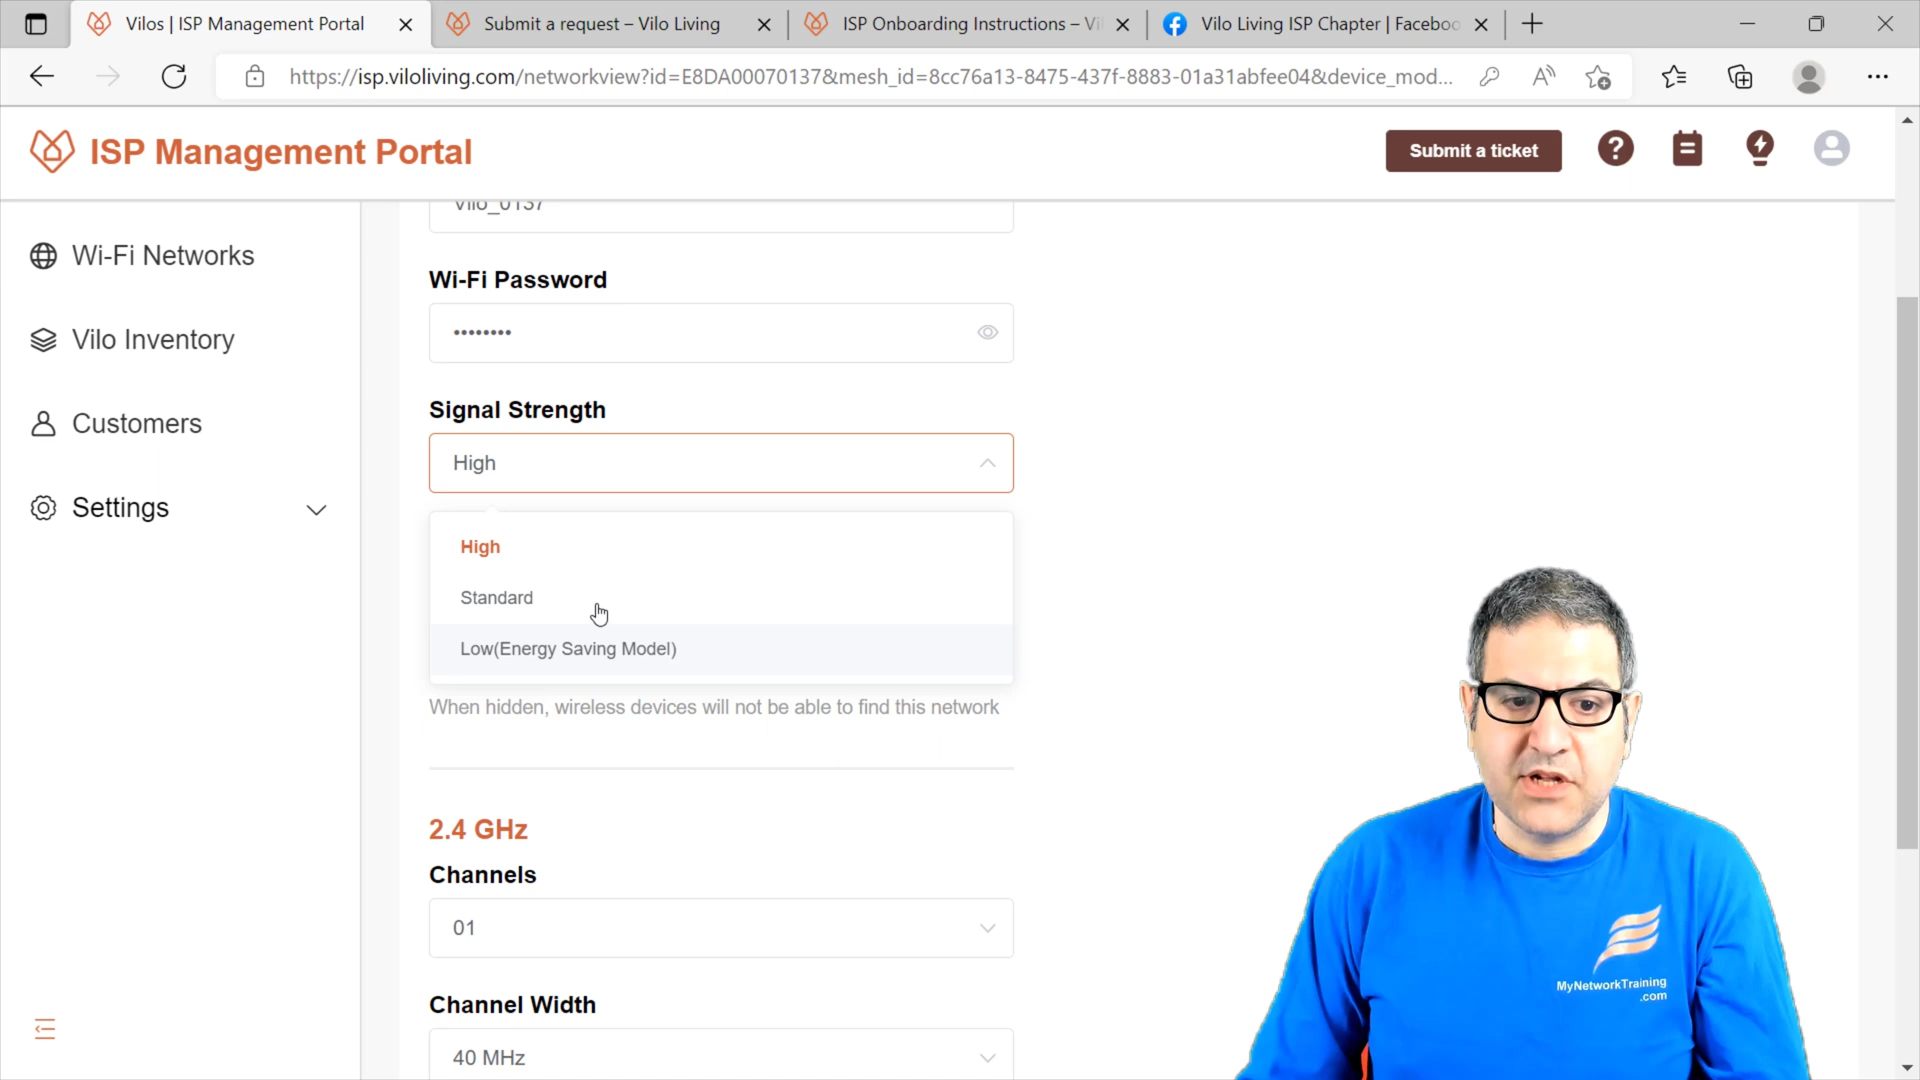 Vilos | ISP Management Portal
Submit a request – Vilo Living
ISP Onboarding Instructions – Vi
Vilo Living ISP Chapter | Faceboo
https://isp.viloliving.com/networkview?id=E8DA00070137&mesh_id=8cc76a13-8475-437f-8883-01a31abfee04&device_mod...
ISP Management Portal
Submit a ticket
Wi-Fi Networks
Vilo Inventory
Customers
Settings
Vilo_0137
Wi-Fi Password
••••••••
Signal Strength
High
High
Standard
Low(Energy Saving Model)
When hidden, wireless devices will not be able to find this network
2.4 GHz
Channels
01
Channel Width
40 MHz
MyNetworkTraining
.com